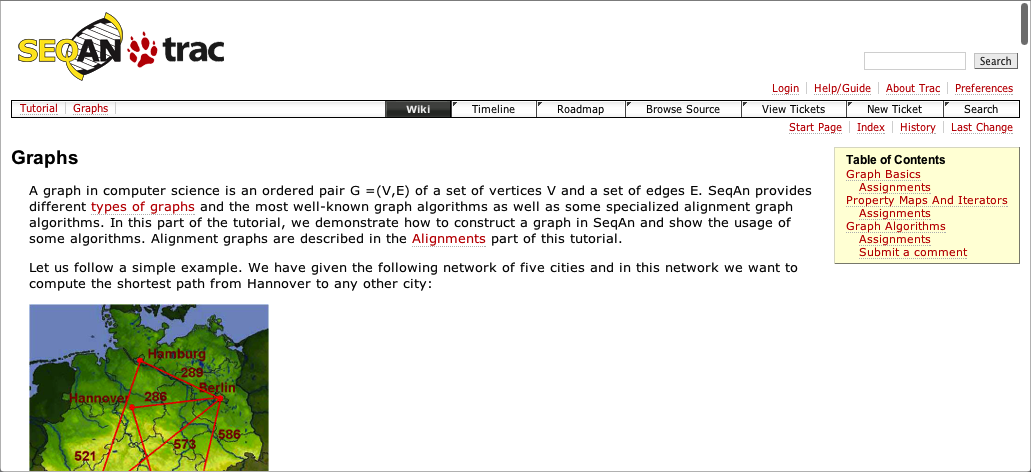 SEQAN trac
Search
Login Help/Guide About Trac Preferences
Tutorial Graphs Wiki Timeline Roadmap Browse Source View Tickets New Ticket Search
Start Page Index History Last Change
Graphs
A graph in computer science is an ordered pair G =(V,E) of a set of vertices V and a set of edges E. SeqAn provides
different types of graphs and the most well-known graph algorithms as well as some specialized alignment graph
algorithms. In this part of the tutorial, we demonstrate how to construct a graph in SeqAn and show the usage of
some algorithms. Alignment graphs are described in the Alignments part of this tutorial.
Let us follow a simple example. We have given the following network of five cities and in this network we want to
compute the shortest path from Hannover to any other city:
Table of Contents
Graph Basics
Assignments
Property Maps And Iterators
Assignments
Graph Algorithms
Assignments
Submit a comment
Hamburg
289
Berlin
Hannover 286
586
573
521